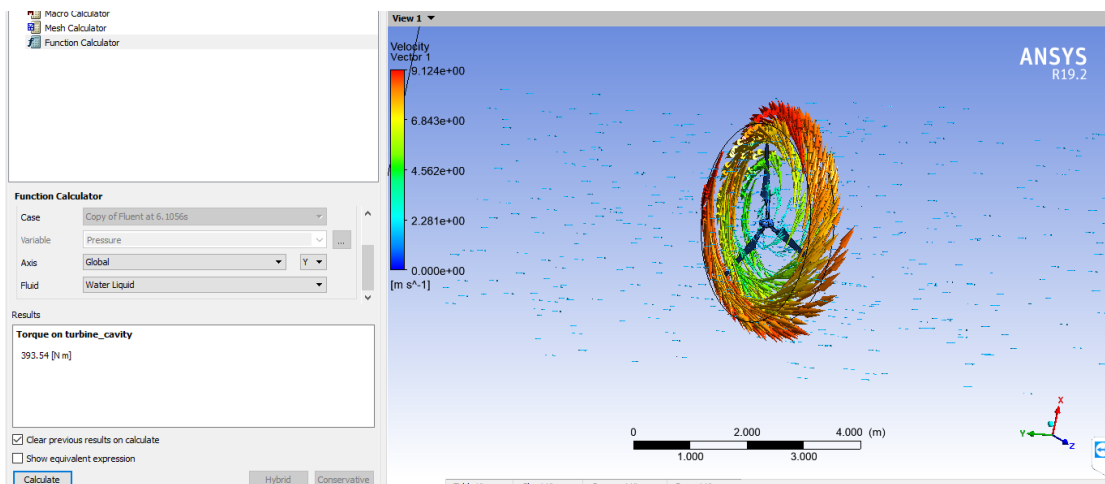 Macro Calculator
Mesh Calculator
Function Calculator
Function Calculator
Case Copy of Fluent at 6.1056s
Variable Pressure ...
Axis Global Y
Fluid Water Liquid
Results
Torque on turbine_cavity
393.54 [N m]
Clear previous results on calculate
Show equivalent expression
Calculate Hybrid Conservative
View 1
Velocity
Vector 1
9.124e+00
6.843e+00
4.562e+00
2.281e+00
0.000e+00
[m s^-1]
ANSYS
R19.2
0 2.000 4.000 (m)
1.000 3.000
X
Y
Z